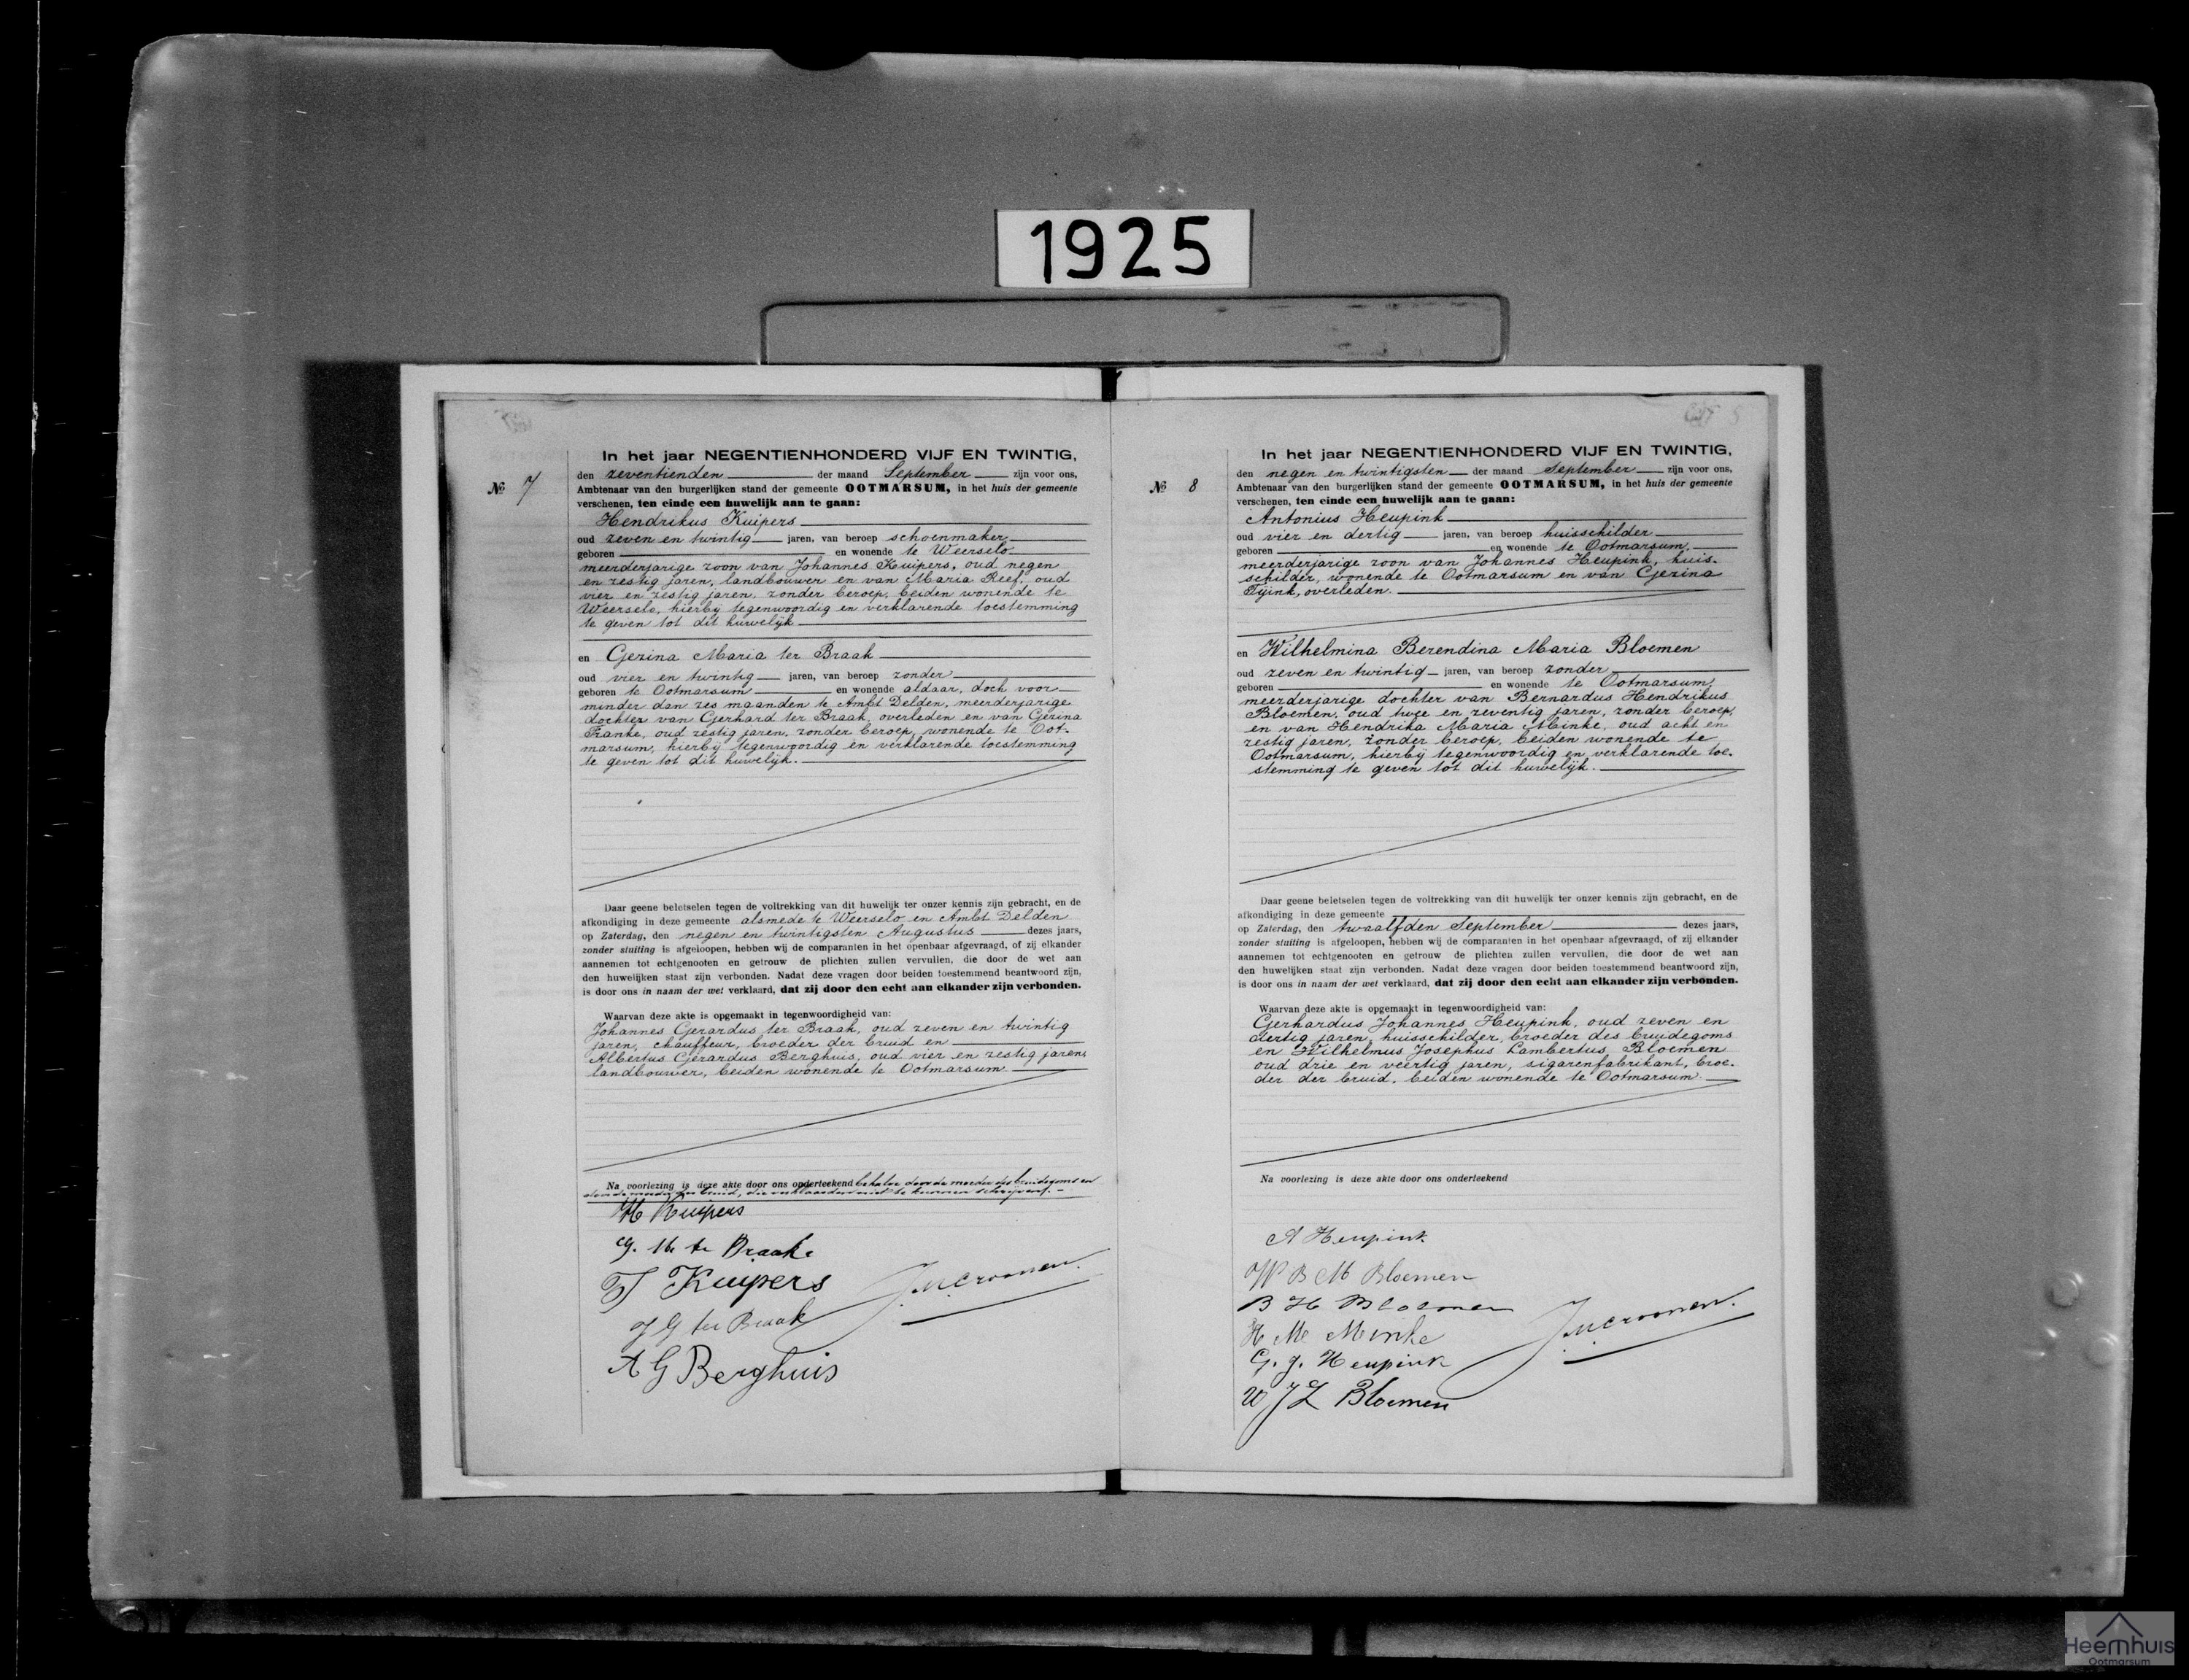 1925
In het jaar NEGENTIENHONDERD VIJF EN TWINTIG,
№ 7
den zeventienden der maand September zijn voor ons,
Ambtenaar van den burgerlijken stand der gemeente OOTMARSUM, in het huis der gemeente
verschenen, ten einde een huwelijk aan te gaan:
Hendrikus Kuipers
oud zeven en twintig jaren, van beroep schoenmaker
geboren en wonende te Weerselo
meerderjarige zoon van Johannes Kuipers, oud negen
en zestig jaren, landbouwer en van Maria Reef, oud
vier en zestig jaren, zonder beroep, beiden wonende te
Weerselo, hierbij tegenwoordig en verklarende toestemming
te geven tot dit huwelijk
en Gezina Maria ter Braak
oud vier en twintig jaren, van beroep zonder
geboren te Ootmarsum en wonende aldaar, doch voor
minder dan zes maanden te Ambt Delden, meerderjarige
dochter van Gerhard ter Braak, overleden en van Gezina
Franke, oud zestig jaren, zonder beroep, wonende te Oot-
marsum, hierbij tegenwoordig en verklarende toestemming
te geven tot dit huwelijk.
Daar geene beletselen tegen de voltrekking van dit huwelijk ter onzer kennis zijn gebracht, en de
afkondiging in deze gemeente alsmede te Weerselo en Ambt Delden
op Zaterdag, den negen en twintigsten Augustus dezes jaars,
zonder stuiting is afgeloopen, hebben wij de comparanten in het openbaar afgevraagd, of zij elkander
aannemen tot echtgenooten en getrouw de plichten zullen vervullen, die door de wet aan
den huwelijken staat zijn verbonden. Nadat deze vragen door beiden toestemmend beantwoord zijn,
is door ons in naam der wet verklaard, dat zij door den echt aan elkander zijn verbonden.
Waarvan deze akte is opgemaakt in tegenwoordigheid van:
Johannes Gerardus ter Braak, oud zeven en twintig
jaren, chauffeur, broeder der bruid en
Albertus Gerardus Berghuis, oud vier en zestig jaren,
landbouwer, beiden wonende te Ootmarsum
Na voorlezing is deze akte door ons onderteekend behalve door de moeder des bruidegoms en
door de moeder der bruid, die verklaarden niet te kunnen schrijven.
H Kuipers
G. M. ter Braak
J Kuipers
J G ter Braak
A G Berghuis
J.M.Croonen.
In het jaar NEGENTIENHONDERD VIJF EN TWINTIG,
№ 8
den negen en twintigsten der maand September zijn voor ons,
Ambtenaar van den burgerlijken stand der gemeente OOTMARSUM, in het huis der gemeente
verschenen, ten einde een huwelijk aan te gaan:
Antonius Heupink
oud vier en dertig jaren, van beroep huisschilder
geboren en wonende te Ootmarsum,
meerderjarige zoon van Johannes Heupink, huis-
schilder, wonende te Ootmarsum en van Gezina
Tijink, overleden.
en Wilhelmina Berendina Maria Bloemen
oud zeven en twintig jaren, van beroep zonder
geboren en wonende te Ootmarsum,
meerderjarige dochter van Bernardus Hendrikus
Bloemen, oud twee en zeventig jaren, zonder beroep,
en van Hendrika Maria Minke, oud acht en
zestig jaren, zonder beroep, beiden wonende te
Ootmarsum, hierbij tegenwoordig en verklarende toe-
stemming te geven tot dit huwelijk.
Daar geene beletselen tegen de voltrekking van dit huwelijk ter onzer kennis zijn gebracht, en de
afkondiging in deze gemeente
op Zaterdag, den twaalfden September dezes jaars,
zonder stuiting is afgeloopen, hebben wij de comparanten in het openbaar afgevraagd, of zij elkander
aannemen tot echtgenooten en getrouw de plichten zullen vervullen, die door de wet aan
den huwelijken staat zijn verbonden. Nadat deze vragen door beiden toestemmend beantwoord zijn,
is door ons in naam der wet verklaard, dat zij door den echt aan elkander zijn verbonden.
Waarvan deze akte is opgemaakt in tegenwoordigheid van:
Gerhardus Johannes Heupink, oud zeven en
dertig jaren, huisschilder, broeder des bruidegoms
en Wilhelmus Josephus Lambertus Bloemen
oud drie en veertig jaren, sigarenfabrikant, broe-
der der bruid, beiden wonende te Ootmarsum.
Na voorlezing is deze akte door ons onderteekend
A Heupink
W B M Bloemen
B H Bloemen
H M Minke
G. J. Heupink
W J L Bloemen
J.M.Croonen.
Heemhuis
Ootmarsum